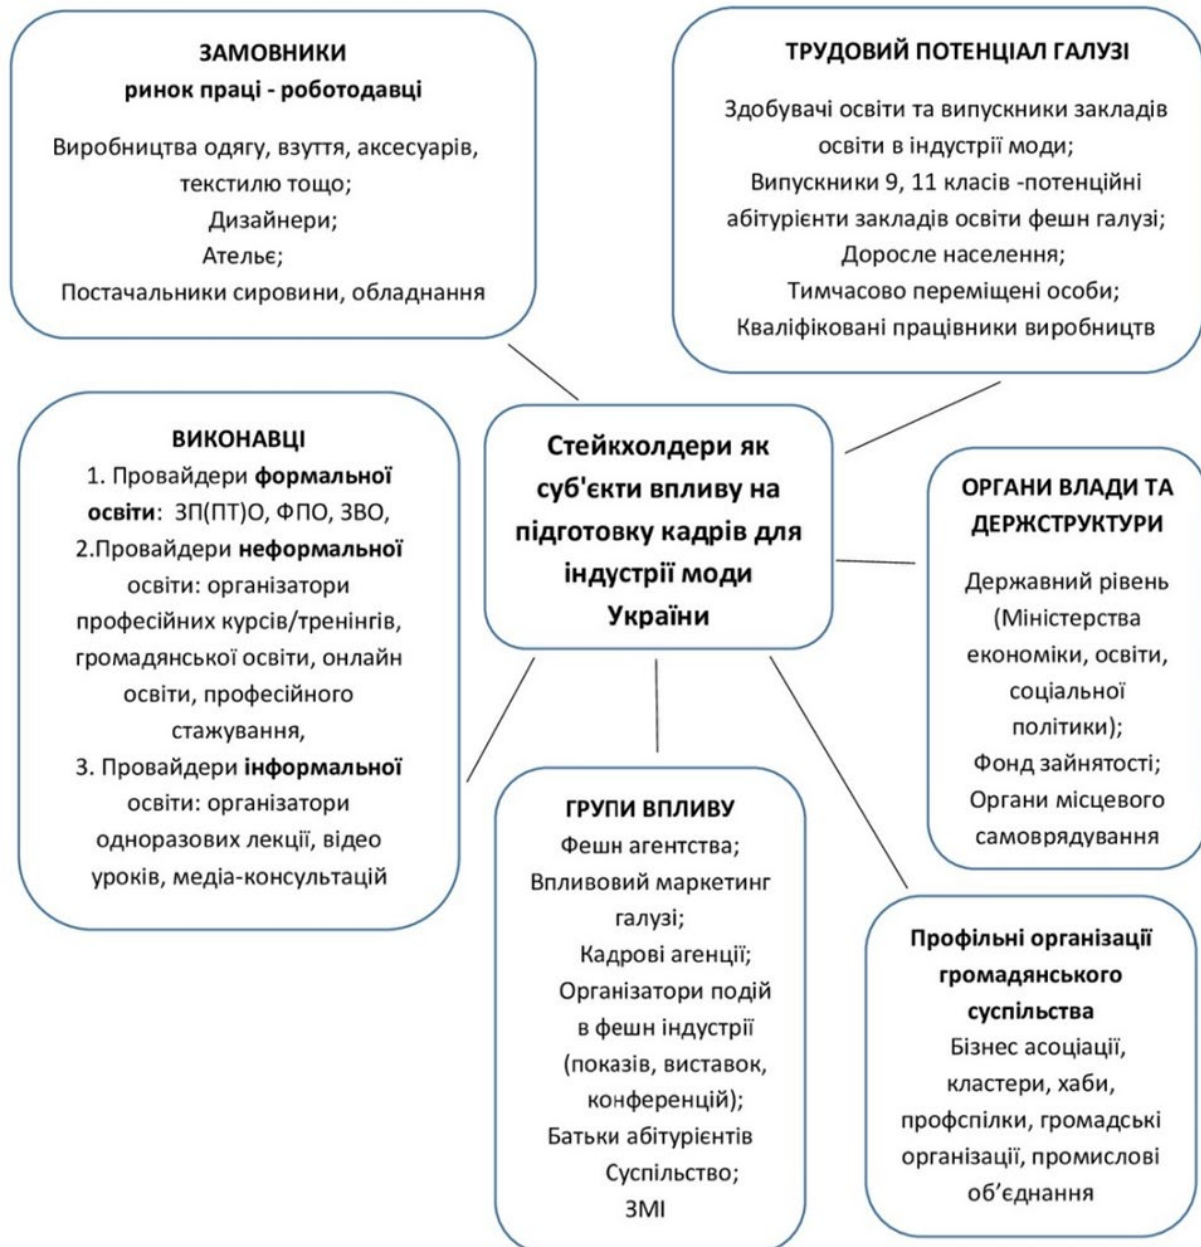 ЗАМОВНИКИ
ринок праці - роботодавці
Виробництва одягу, взуття, аксесуарів,
текстилю тощо;
Дизайнери;
Ательє;
Постачальники сировини, обладнання
ТРУДОВИЙ ПОТЕНЦІАЛ ГАЛУЗІ
Здобувачі освіти та випускники закладів
освіти в індустрії моди;
Випускники 9, 11 класів -потенційні
абітурієнти закладів освіти фешн галузі;
Доросле населення;
Тимчасово переміщені особи;
Кваліфіковані працівники виробництв
ВИКОНАВЦІ
1. Провайдери формальної
освіти: ЗП(ПТ)О, ФПО, ЗВО,
2.Провайдери неформальної
освіти: організатори
професійних курсів/тренінгів,
громадянської освіти, онлайн
освіти, професійного
стажування,
3. Провайдери інформальної
освіти: організатори
одноразових лекції, відео
уроків, медіа-консультацій
Стейкхолдери як
суб'єкти впливу на
підготовку кадрів для
індустрії моди
України
ОРГАНИ ВЛАДИ ТА
ДЕРЖСТРУКТУРИ
Державний рівень
(Міністерства
економіки, освіти,
соціальної
політики);
Фонд зайнятості;
Органи місцевого
самоврядування
ГРУПИ ВПЛИВУ
Фешн агентства;
Впливовий маркетинг
галузі;
Кадрові агенції;
Організатори подій
в фешн індустрії
(показів, виставок,
конференцій);
Батьки абітурієнтів
Суспільство;
ЗМІ
Профільні організації
громадянського
суспільства
Бізнес асоціації,
кластери, хаби,
профспілки, громадські
організації, промислові
об’єднання